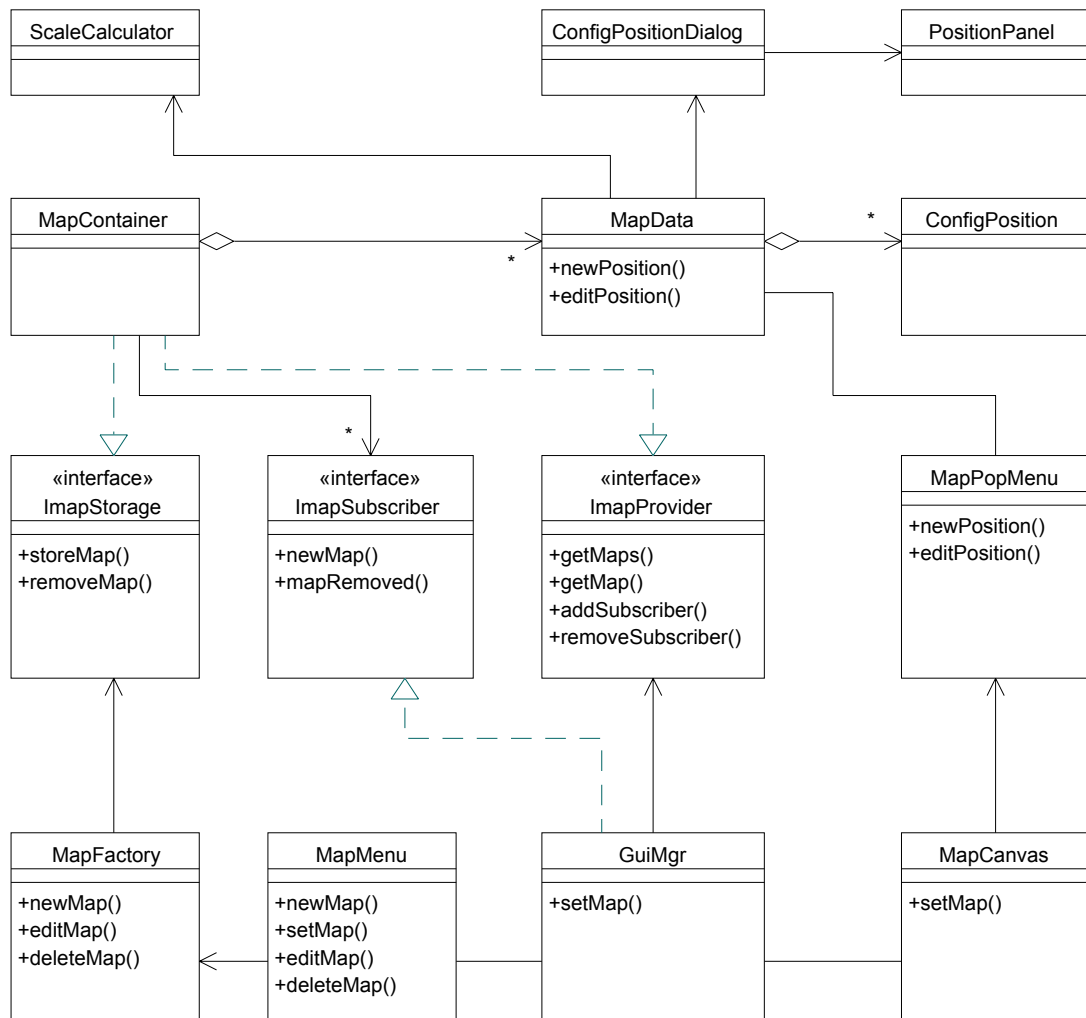 ScaleCalculator
ConfigPositionDialog
PositionPanel
MapContainer
MapData
+newPosition()
+editPosition()
ConfigPosition
*
*
*
«interface»
ImapStorage
+storeMap()
+removeMap()
«interface»
ImapSubscriber
+newMap()
+mapRemoved()
«interface»
ImapProvider
+getMaps()
+getMap()
+addSubscriber()
+removeSubscriber()
MapPopMenu
+newPosition()
+editPosition()
MapFactory
+newMap()
+editMap()
+deleteMap()
MapMenu
+newMap()
+setMap()
+editMap()
+deleteMap()
GuiMgr
+setMap()
MapCanvas
+setMap()